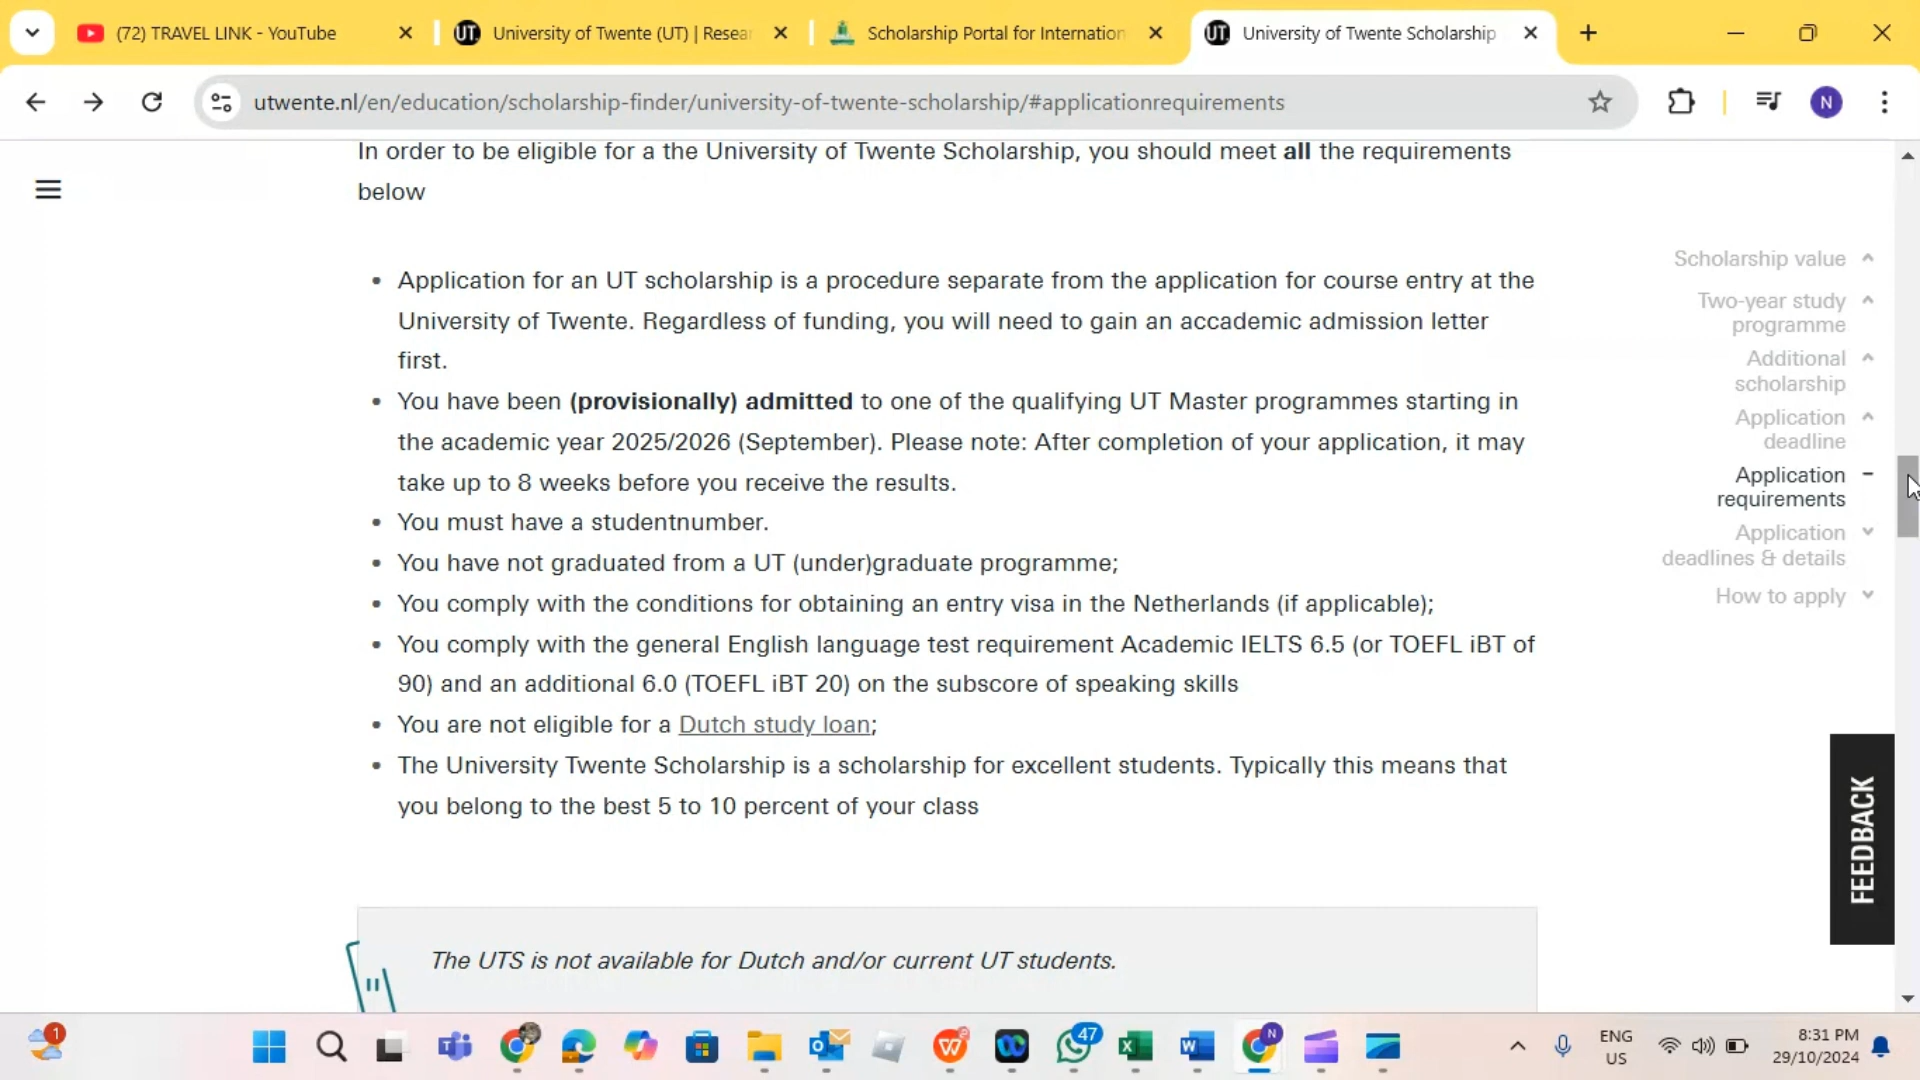 (72) TRAVEL LINK - YouTube
University of Twente (UT) | Resea
Scholarship Portal for Internation
University of Twente Scholarship
utwente.nl/en/education/scholarship-finder/university-of-twente-scholarship/#applicationrequirements
N
In order to be eligible for a the University of Twente Scholarship, you should meet all the requirements
below
• Application for an UT scholarship is a procedure separate from the application for course entry at the
University of Twente. Regardless of funding, you will need to gain an accademic admission letter
first.
• You have been (provisionally) admitted to one of the qualifying UT Master programmes starting in
the academic year 2025/2026 (September). Please note: After completion of your application, it may
take up to 8 weeks before you receive the results.
• You must have a studentnumber.
• You have not graduated from a UT (under)graduate programme;
• You comply with the conditions for obtaining an entry visa in the Netherlands (if applicable);
• You comply with the general English language test requirement Academic IELTS 6.5 (or TOEFL iBT of
90) and an additional 6.0 (TOEFL iBT 20) on the subscore of speaking skills
• You are not eligible for a Dutch study loan;
• The University Twente Scholarship is a scholarship for excellent students. Typically this means that
you belong to the best 5 to 10 percent of your class
The UTS is not available for Dutch and/or current UT students.
Scholarship value
Two-year study
programme
Additional
scholarship
Application
deadline
Application
requirements
Application
deadlines & details
How to apply
FEEDBACK
1
47
N
ENG
US
8:31 PM
29/10/2024